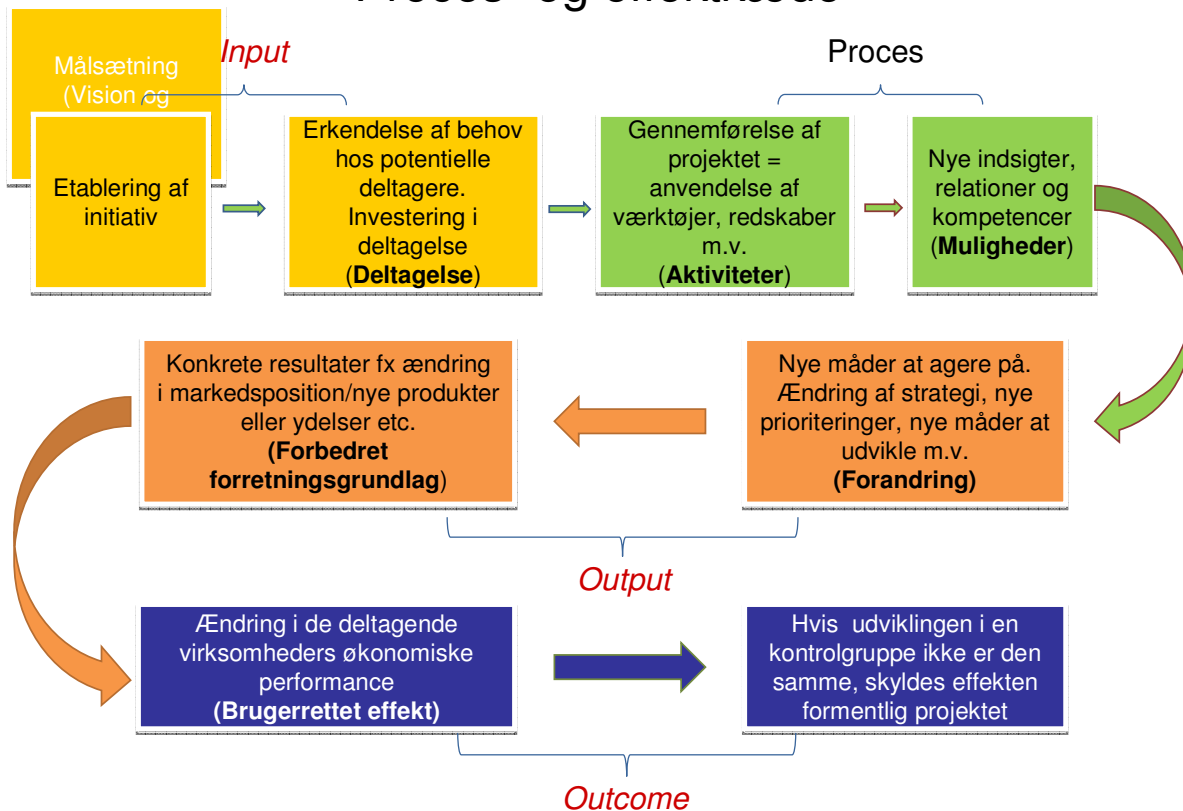 Input
Proces
Målsætning
(Vision og
Etablering af
initiativ
Erkendelse af behov
hos potentielle
deltagere.
Investering i
deltagelse
(Deltagelse)
Gennemførelse af
projektet =
anvendelse af
værktøjer, redskaber
m.v.
(Aktiviteter)
Nye indsigter,
relationer og
kompetencer
(Muligheder)
Konkrete resultater fx ændring
i markedsposition/nye produkter
eller ydelser etc.
(Forbedret
forretningsgrundlag)
Nye måder at agere på.
Ændring af strategi, nye
prioriteringer, nye måder at
udvikle m.v.
(Forandring)
Output
Ændring i de deltagende
virksomheders økonomiske
performance
(Brugerrettet effekt)
Hvis udviklingen i en
kontrolgruppe ikke er den
samme, skyldes effekten
formentlig projektet
Outcome